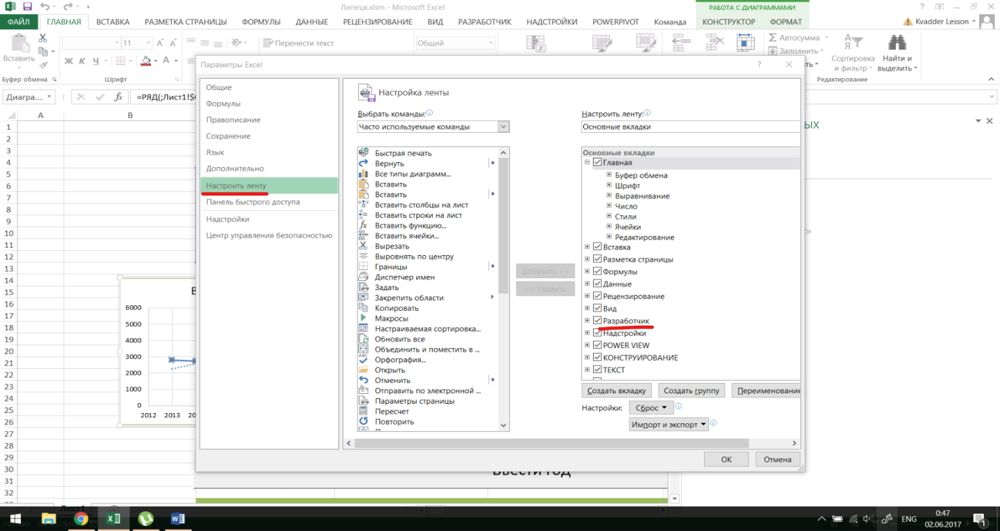 Липецк.xlsm - Microsoft Excel
РАБОТА С ДИАГРАММАМИ
ФАЙЛ ГЛАВНАЯ ВСТАВКА РАЗМЕТКА СТРАНИЦЫ ФОРМУЛЫ ДАННЫЕ РЕЦЕНЗИРОВАНИЕ ВИД РАЗРАБОТЧИК НАДСТРОЙКИ POWERPIVOT Команда КОНСТРУКТОР ФОРМАТ Kvadder Lesson
Вставить
11
Ж К Ч
Перенести текст
Общий
Автосумма
Заполнить
Сортировка
и фильтр
Найти и
выделить
Буфер обмена
Шрифт
Редактирование
Диагра...
fx
=РЯД(;Лист1!$
A B
1
2
3
4
5
6
7
8
9
10
11
12
13
14
15
16
17
18
19
20
21
22
23
24
25
26
27
28
29
30
31
32
6000
5000
4000
3000
2000
1000
0
2012 2013 20
Параметры Excel
Общие
Формулы
Правописание
Сохранение
Язык
Дополнительно
Настроить ленту
Панель быстрого доступа
Надстройки
Центр управления безопасностью
Настройка ленты
Выбрать команды:
Часто используемые команды
Быстрая печать
Вернуть
Все типы диаграмм...
Вставить
Вставить
Вставить столбцы на лист
Вставить строки на лист
Вставить функцию...
Вставить ячейки...
Вырезать
Выровнять по центру
Границы
Диспетчер имен
Задать
Закрепить области
Копировать
Макросы
Настраиваемая сортировка...
Обновить все
Объединить и поместить в ...
Орфография...
Открыть
Отменить
Отправить по электронной ...
Параметры страницы
Пересчет
Повторить
Добавить >>
<< Удалить
Настроить ленту:
Основные вкладки
Основные вкладки
Главная
Буфер обмена
Шрифт
Выравнивание
Число
Стили
Ячейки
Редактирование
Вставка
Разметка страницы
Формулы
Данные
Рецензирование
Вид
Разработчик
Надстройки
POWER VIEW
КОНСТРУИРОВАНИЕ
ТЕКСТ
Создать вкладку Создать группу Переименование
Настройки: Сброс
Импорт и экспорт
OK Отмена
ых
Ввести год
Лист1
ENG
0:47
02.06.2017